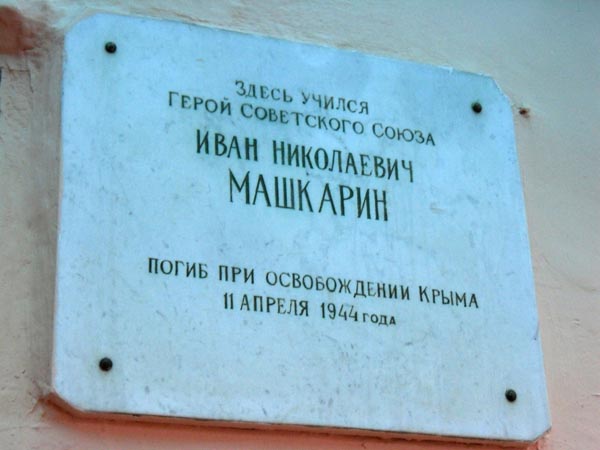 Здесь учился
Герой Советского Союза
Иван Николаевич
МАШКАРИН
погиб при освобождении Крыма
11 апреля 1944 года